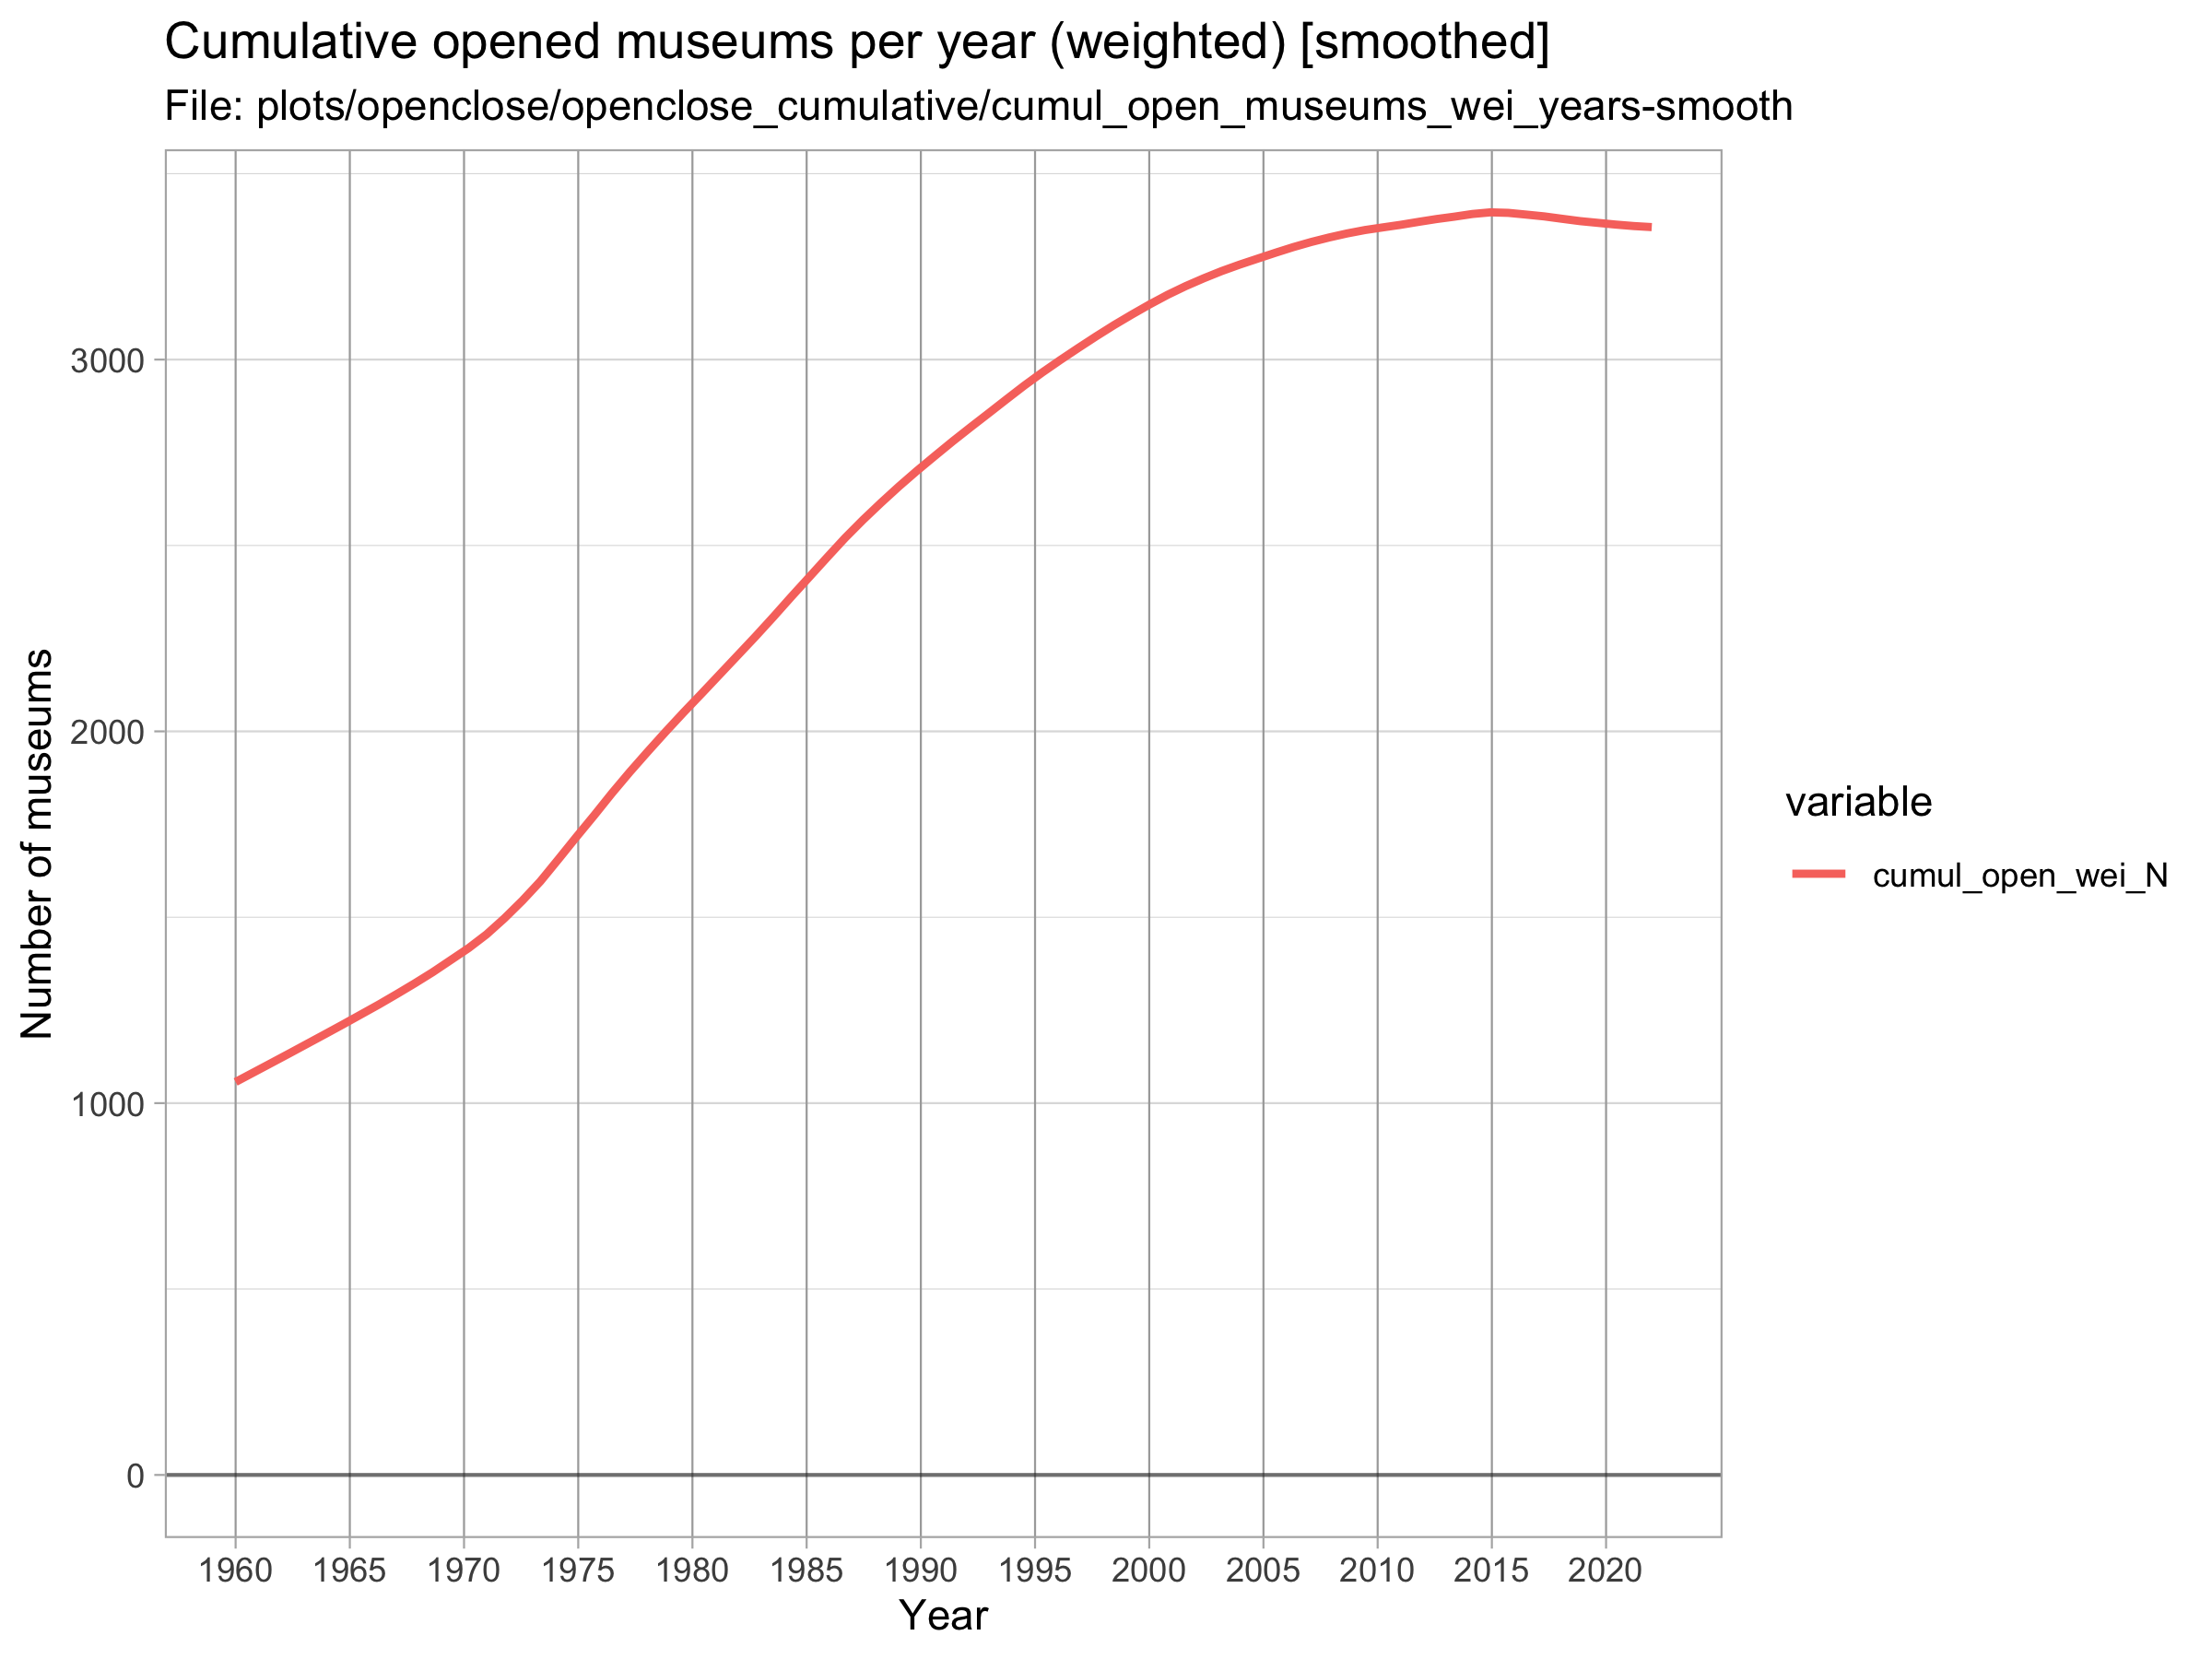 Cumulative opened museums per year (weighted) [smoothed]
File: plots/openclose/openclose_cumulative/cumul_open_museums_wei_years-smooth
Number of museums
3000
2000
1000
0
1960 1965 1970 1975 1980 1985 1990 1995 2000 2005 2010 2015 2020
Year
variable
cumul_open_wei_N